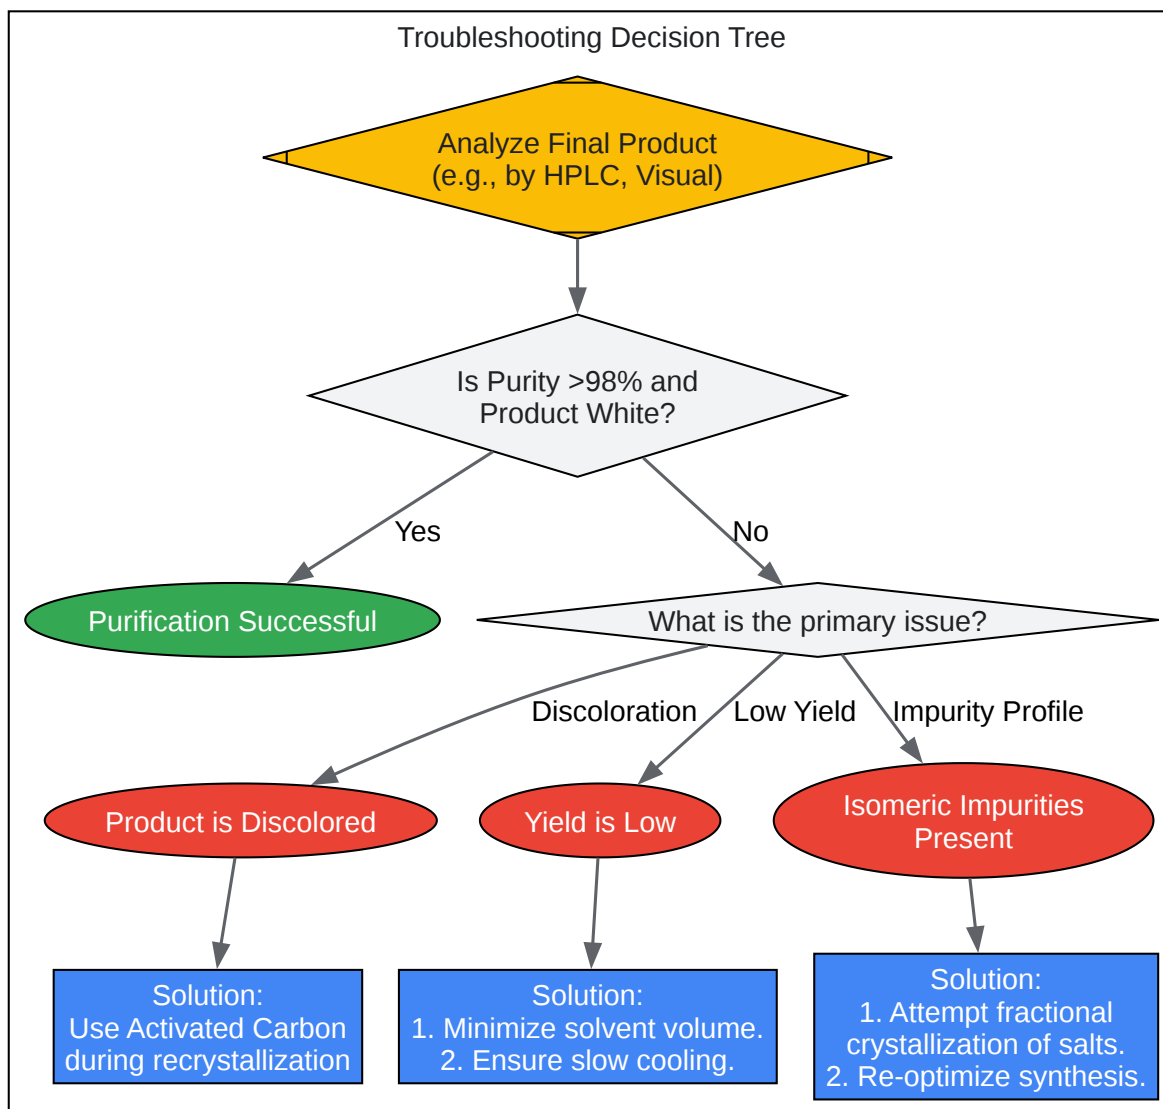 Troubleshooting Decision Tree
Analyze Final Product
(e.g., by HPLC, Visual)
Is Purity >98% and
Product White?
Yes
No
Purification Successful
What is the primary issue?
Discoloration
Low Yield
Impurity Profile
Product is Discolored
Yield is Low
Isomeric Impurities
Present
Solution:
Use Activated Carbon
during recrystallization
Solution:
1. Minimize solvent volume.
2. Ensure slow cooling.
Solution:
1. Attempt fractional
crystallization of salts.
2. Re-optimize synthesis.